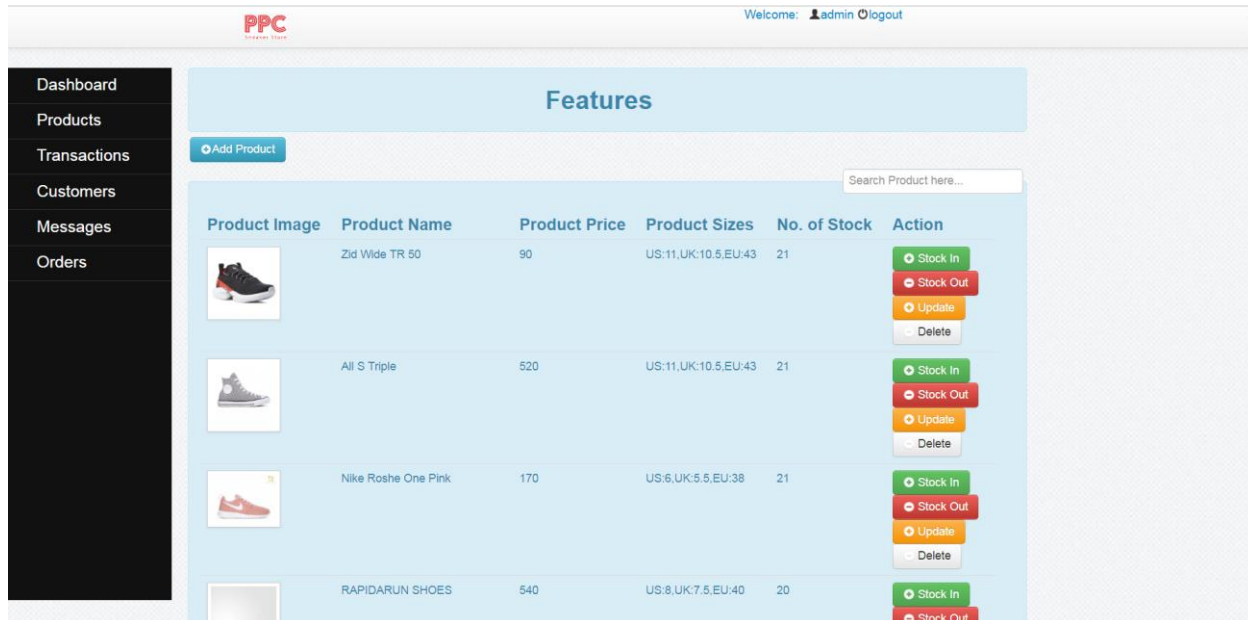 PPC
Sneaker Store
Welcome: admin logout
Dashboard
Products
Transactions
Customers
Messages
Orders
Features
Add Product
Search Product here...
Product Image Product Name Product Price Product Sizes No. of Stock Action
Zid Wide TR 50 90 US:11,UK:10.5,EU:43 21
Stock In
Stock Out
Update
Delete
All S Triple 520 US:11,UK:10.5,EU:43 21
Stock In
Stock Out
Update
Delete
Nike Roshe One Pink 170 US:6,UK:5.5,EU:38 21
Stock In
Stock Out
Update
Delete
RAPIDARUN SHOES 540 US:8,UK:7.5,EU:40 20
Stock In
Stock Out